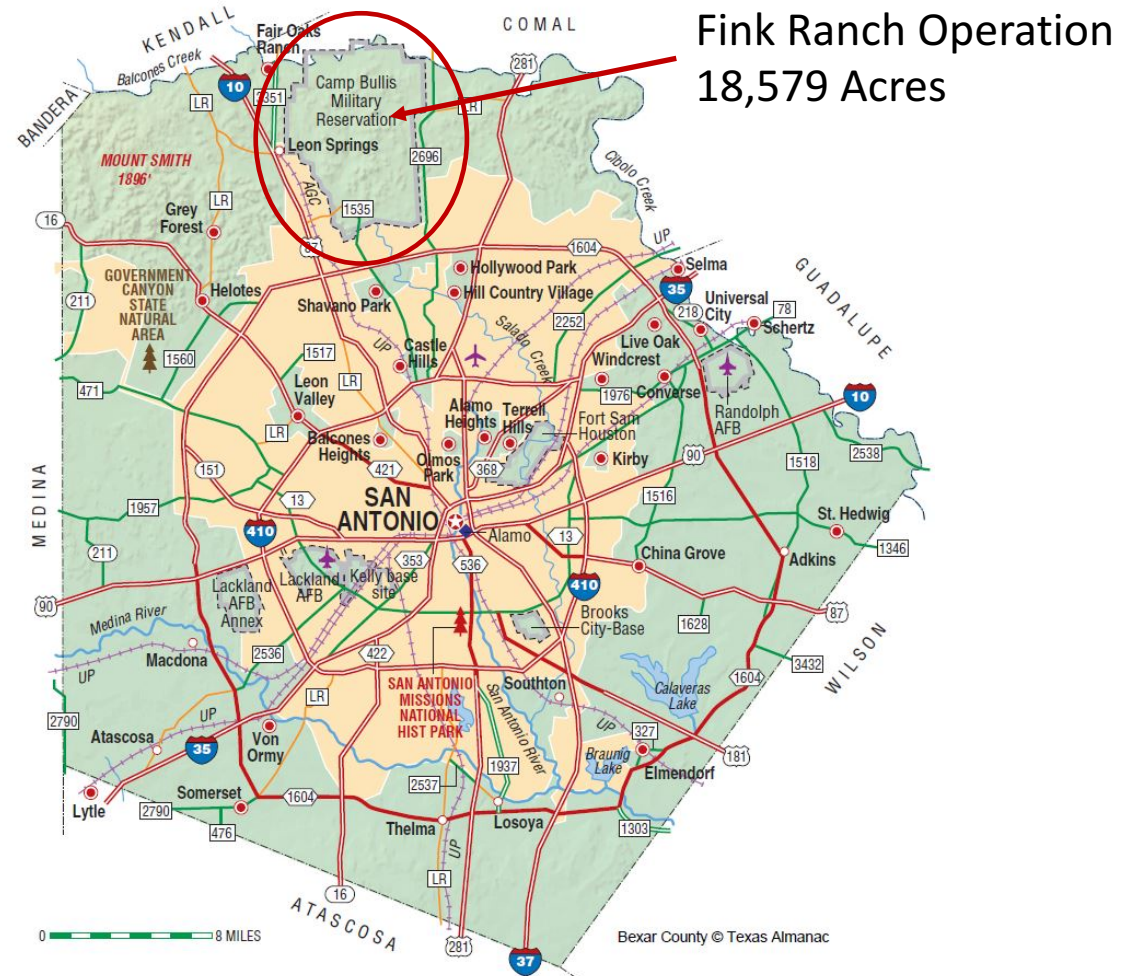 Fink Ranch Operation
18,579 Acres
KENDALL
COMAL
Fair Oaks
Ranch
Balcones Creek
281
BANDERA
10
LR
3351
Camp Bullis
Military
Reservation
LR
Leon Springs
2696
MOUNT SMITH
1896'
Cibolo Creek
LR
AGC
16
Grey
Forest
1535
87
1604
UP
Selma
Hollywood Park
GUADALUPE
GOVERNMENT
CANYON
STATE
NATURAL
AREA
211
Helotes
Shavano Park
Hill Country Village
35
Universal
City
218
78
Schertz
Salado Creek
2252
Live Oak
Windcrest
1560
1517
UP
Castle
Hills
LR
471
Leon
Valley
1976
Converse
Randolph
AFB
10
Alamo
Heights
Terrell
Hills
Fort Sam
Houston
LR
Balcones
Heights
Olmos
Park
Kirby
90
2538
MEDINA
151
421
368
1518
13
SAN
ANTONIO
1516
1957
St. Hedwig
410
Alamo
13
1346
211
353
536
China Grove
Adkins
Lackland
AFB
Annex
Lackland
AFB
Kelly base
site
410
90
Brooks
City-Base
87
Medina River
1628
Macdona
2536
422
WILSON
3432
UP
LR
SAN ANTONIO
MISSIONS
NATIONAL
HIST PARK
San Antonio River
Southton
Calaveras
Lake
1604
2790
UP
UP
327
Atascosa
35
Von
Ormy
Braunig
Lake
181
1937
Elmendorf
2537
Lytle
2790
Somerset
1604
476
Thelma
Losoya
1303
UP
LR
16
ATASCOSA
281
37
0
8 MILES
Bexar County © Texas Almanac